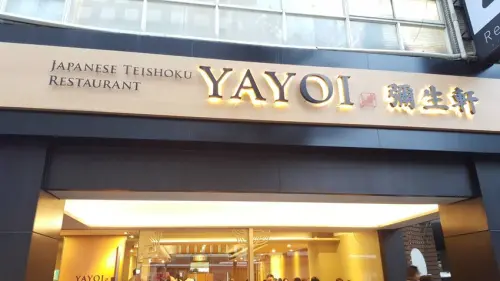 JAPANESE TEISHOKU
RESTAURANT
YAYOI 彌生軒
YAYOI